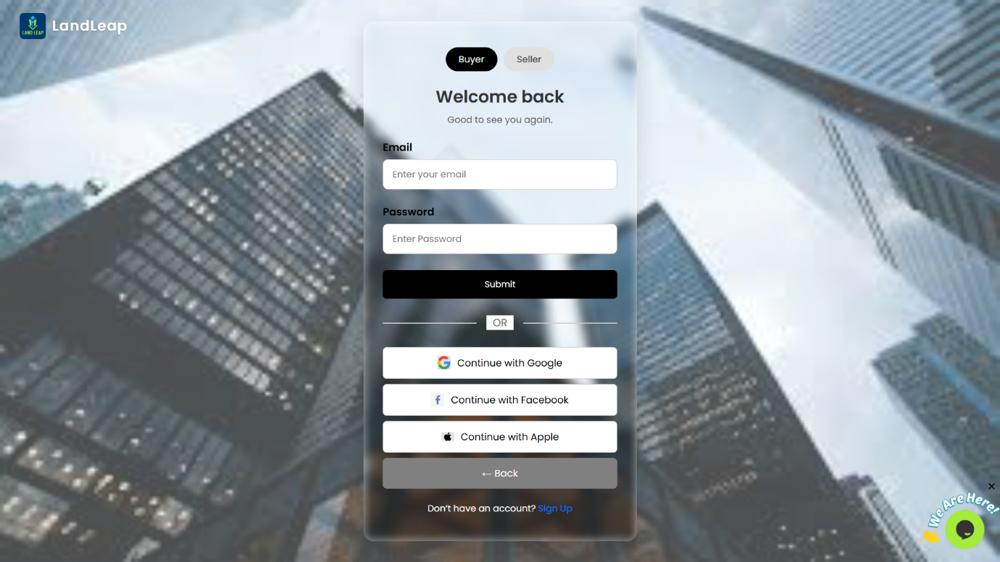 LAND LEAP
LandLeap
Buyer
Seller
Welcome back
Good to see you again.
Email
Enter your email
Password
Enter Password
Submit
OR
Continue with Google
Continue with Facebook
Continue with Apple
← Back
Don't have an account? Sign Up
We Are Here!